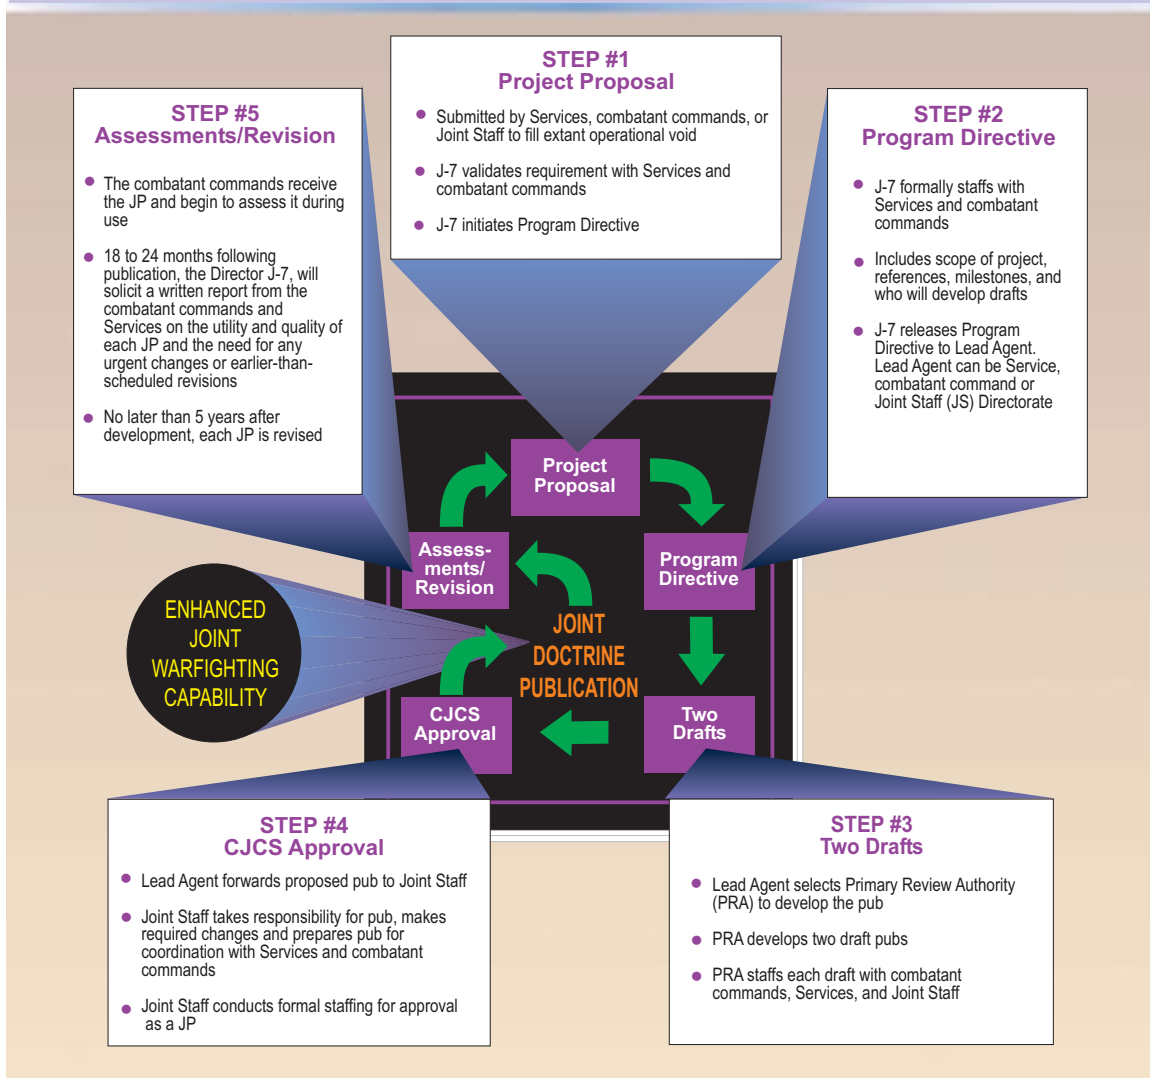 STEP #1
Project Proposal
Submitted by Services, combatant commands, or
Joint Staff to fill extant operational void
J-7 validates requirement with Services and
combatant commands
J-7 initiates Program Directive
STEP #5
Assessments/Revision
The combatant commands receive
the JP and begin to assess it during
use
18 to 24 months following
publication, the Director J-7, will
solicit a written report from the
combatant commands and
Services on the utility and quality of
each JP and the need for any
urgent changes or earlier-than-
scheduled revisions
No later than 5 years after
development, each JP is revised
STEP #2
Program Directive
J-7 formally staffs with
Services and combatant
commands
Includes scope of project,
references, milestones, and
who will develop drafts
J-7 releases Program
Directive to Lead Agent.
Lead Agent can be Service,
combatant command or
Joint Staff (JS) Directorate
Project
Proposal
Assess-
ments/
Revision
Program
Directive
ENHANCED
JOINT
WARFIGHTING
CAPABILITY
JOINT
DOCTRINE
PUBLICATION
CJCS
Approval
Two
Drafts
STEP #4
CJCS Approval
Lead Agent forwards proposed pub to Joint Staff
Joint Staff takes responsibility for pub, makes
required changes and prepares pub for
coordination with Services and combatant
commands
Joint Staff conducts formal staffing for approval
as a JP
STEP #3
Two Drafts
Lead Agent selects Primary Review Authority
(PRA) to develop the pub
PRA develops two draft pubs
PRA staffs each draft with combatant
commands, Services, and Joint Staff